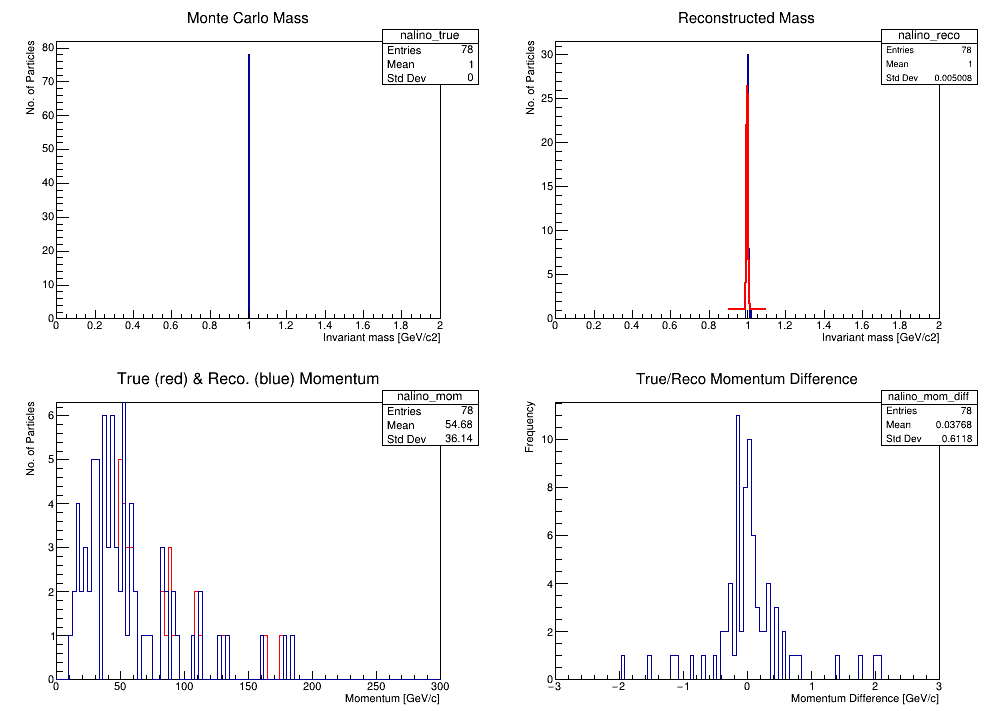 Monte Carlo Mass
nalino_true
Entries 78
Mean 1
Std Dev 0
No. of Particles
80
70
60
50
40
30
20
10
0
0 0.2 0.4 0.6 0.8 1 1.2 1.4 1.6 1.8 2
Invariant mass [GeV/c2]
Reconstructed Mass
nalino_reco
Entries 78
Mean 1
Std Dev 0.005008
No. of Particles
30
25
20
15
10
5
0
0 0.2 0.4 0.6 0.8 1 1.2 1.4 1.6 1.8 2
Invariant mass [GeV/c2]
True (red) & Reco. (blue) Momentum
nalino_mom
Entries 78
Mean 54.68
Std Dev 36.14
No. of Particles
6
5
4
3
2
1
0
0 50 100 150 200 250 300
Momentum [GeV/c]
True/Reco Momentum Difference
nalino_mom_diff
Entries 78
Mean 0.03768
Std Dev 0.6118
Frequency
10
8
6
4
2
0
−3 −2 −1 0 1 2 3
Momentum Difference [GeV/c]